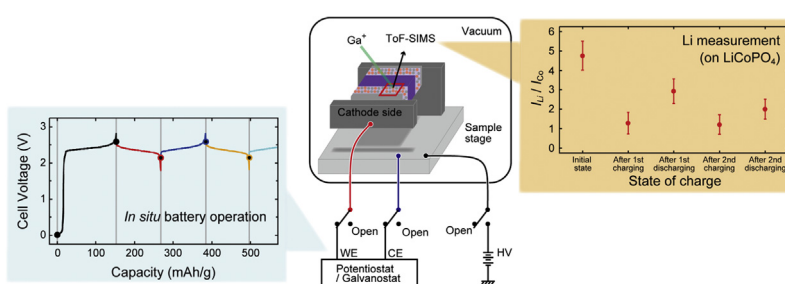 Ga+
ToF-SIMS
Vacuum
Cathode side
Sample
stage
Open
Open
Open
WE
CE
HV
Potentiostat
/ Galvanostat
Cell Voltage (V)
3
2
1
0
In situ battery operation
0
100
200
300
400
500
Capacity (mAh/g)
Li measurement
(on LiCoPO4)
ILi / ICo
6
5
4
3
2
1
0
Initial
state
After 1st
charging
After 1st
discharging
After 2nd
charging
After 2nd
discharging
State of charge